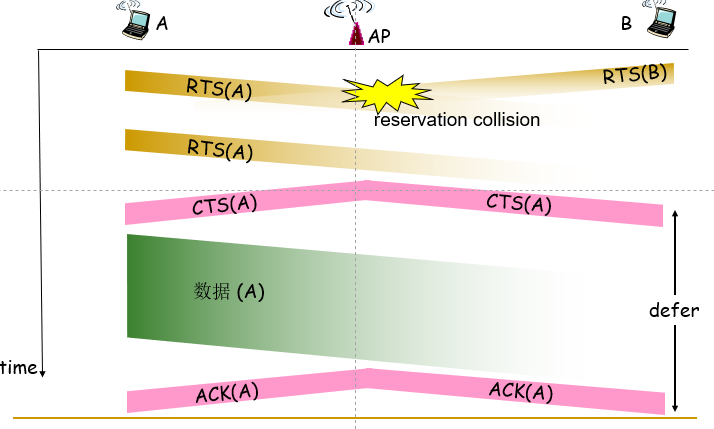 A
AP
B
RTS(A)
RTS(B)
reservation collision
RTS(A)
CTS(A)
CTS(A)
数据 (A)
defer
time
ACK(A)
ACK(A)